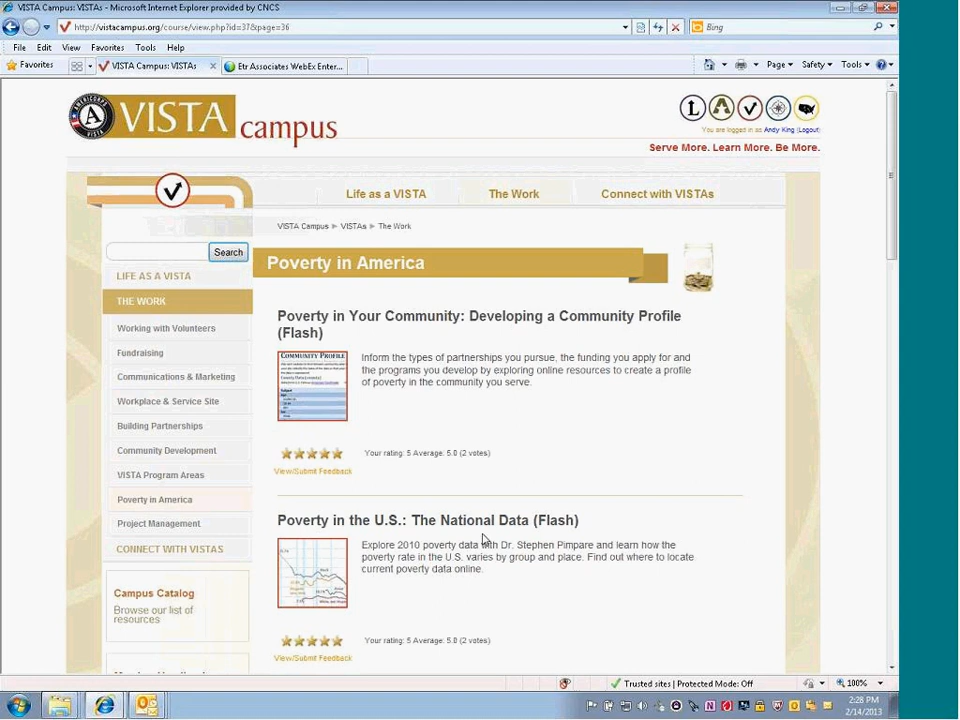 VISTA Campus: VISTAs - Microsoft Internet Explorer provided by CNCS
http://vistacampus.org/course/view.php?id=37&page=36
Bing
File Edit View Favorites Tools Help
Favorites
VISTA Campus: VISTAs
Etr Associates WebEx Enter...
Page
Safety
Tools
AMERICORPS VISTA
VISTA campus
You are logged in as Andy King (Logout)
Serve More. Learn More. Be More.
Life as a VISTA
The Work
Connect with VISTAs
VISTA Campus ► VISTAs ► The Work
Search
Poverty in America
LIFE AS A VISTA
THE WORK
Working with Volunteers
Fundraising
Communications & Marketing
Workplace & Service Site
Building Partnerships
Community Development
VISTA Program Areas
Poverty in America
Project Management
CONNECT WITH VISTAS
Campus Catalog
Browse our list of
resources
Poverty in Your Community: Developing a Community Profile
(Flash)
COMMUNITY PROFILE
Inform the types of partnerships you pursue, the funding you apply for and
the programs you develop by exploring online resources to create a profile
of poverty in the community you serve.
Your rating: 5 Average: 5.0 (2 votes)
View/Submit Feedback
Poverty in the U.S.: The National Data (Flash)
Explore 2010 poverty data with Dr. Stephen Pimpare and learn how the
poverty rate in the U.S. varies by group and place. Find out where to locate
current poverty data online.
Your rating: 5 Average: 5.0 (2 votes)
View/Submit Feedback
Trusted sites | Protected Mode: Off
100%
2:28 PM
2/14/2013